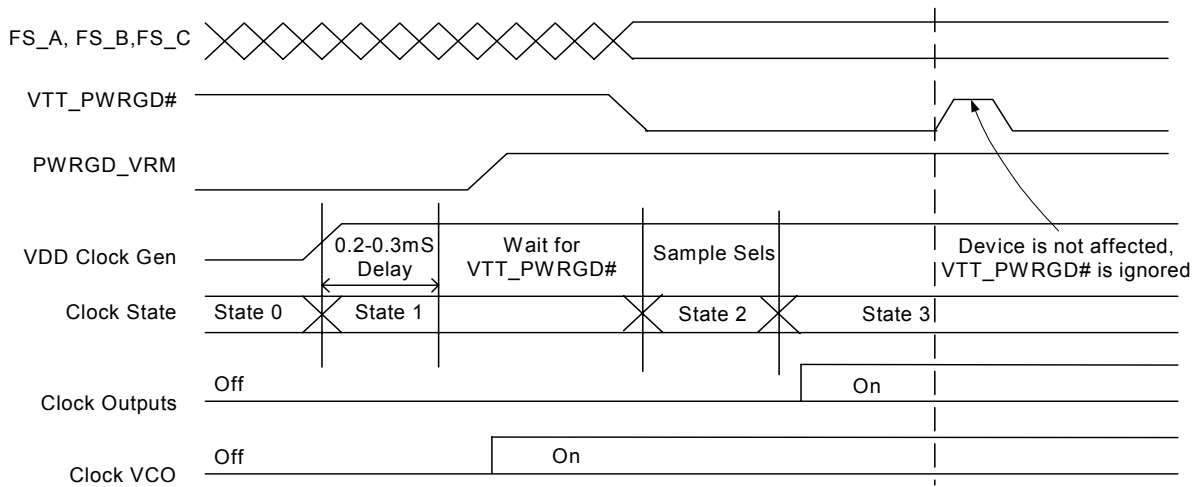 FS_A, FS_B,FS_C
VTT_PWRGD#
PWRGD_VRM
VDD Clock Gen
0.2-0.3mS
Delay
Wait for
VTT_PWRGD#
Sample Sels
Device is not affected,
VTT_PWRGD# is ignored
Clock State
State 0
State 1
State 2
State 3
Clock Outputs
Off
On
Clock VCO
Off
On